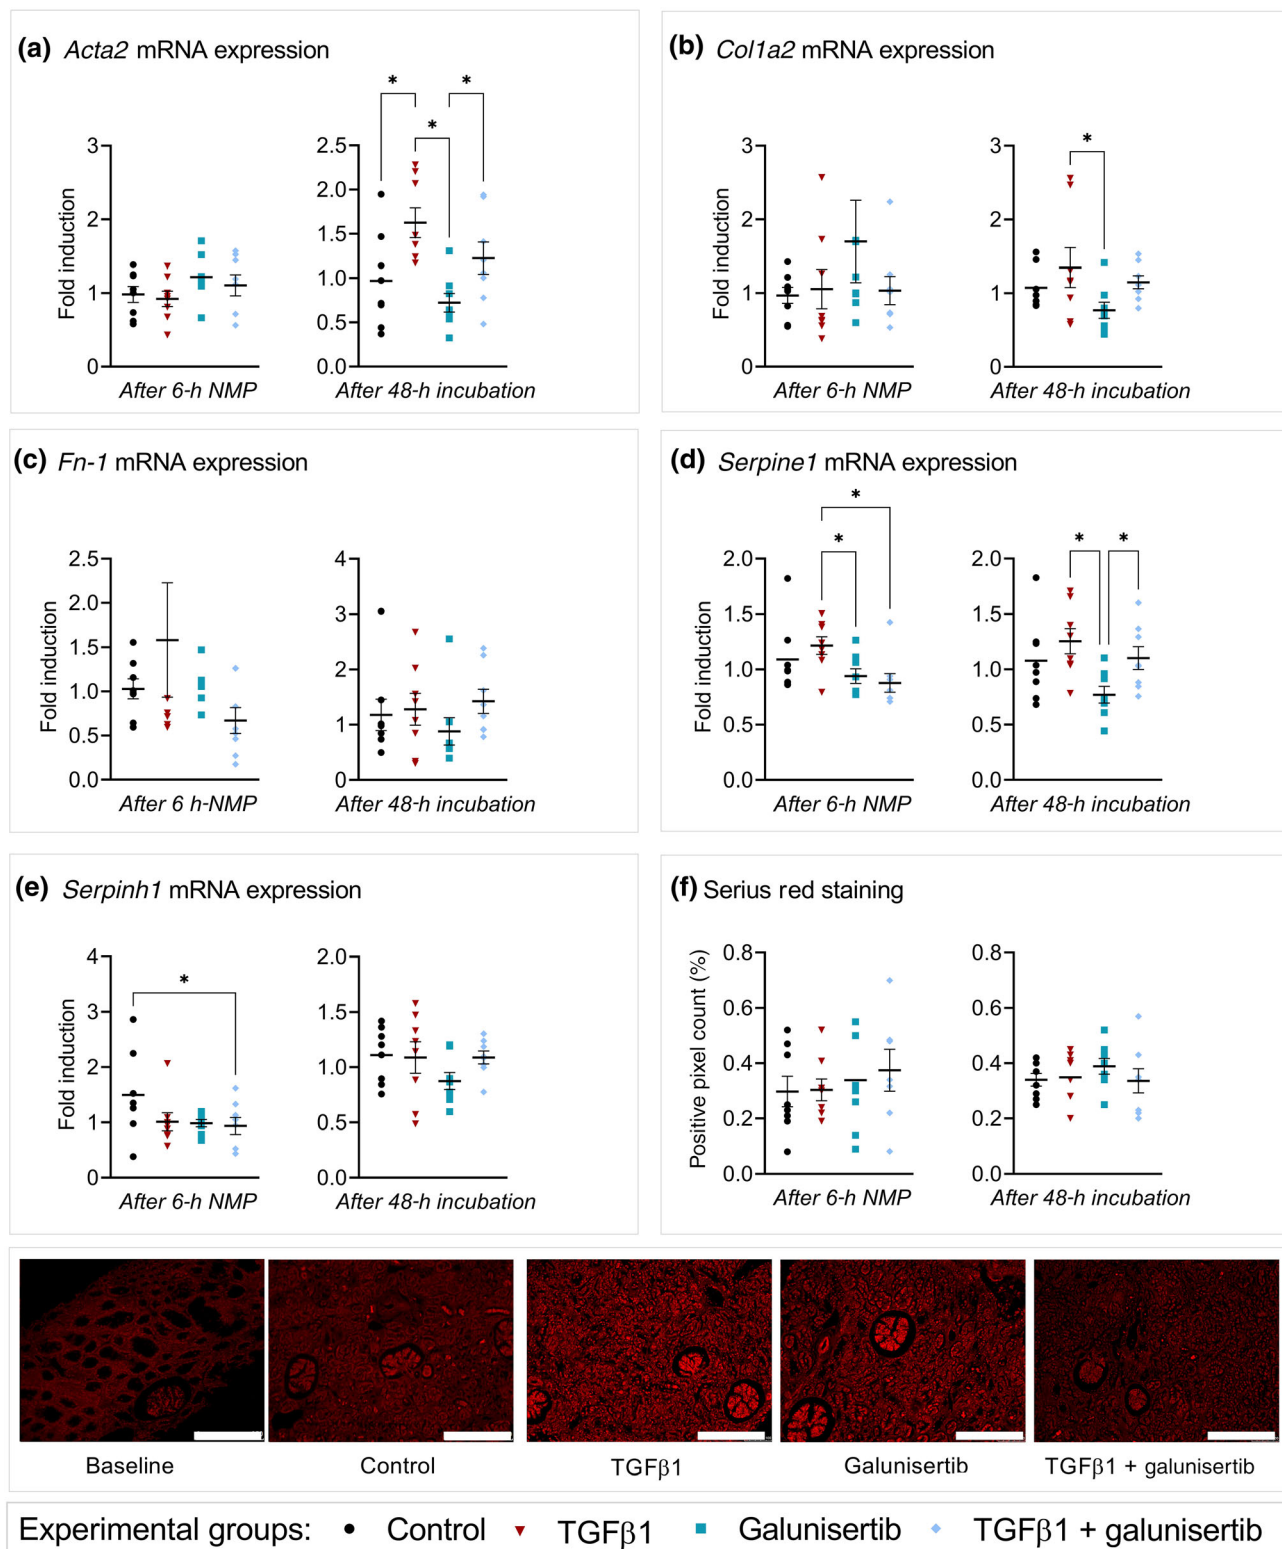 (a) Acta2 mRNA expression
Fold induction
3
2
1
0
After 6-h NMP
* * *
2.5
2.0
1.5
1.0
0.5
0.0
After 48-h incubation
(b) Col1a2 mRNA expression
Fold induction
3
2
1
0
After 6-h NMP
*
3
2
1
0
After 48-h incubation
(c) Fn-1 mRNA expression
Fold induction
2.5
2.0
1.5
1.0
0.5
0.0
After 6 h-NMP
4
3
2
1
0
After 48-h incubation
(d) Serpine1 mRNA expression
Fold induction
* *
2.0
1.5
1.0
0.5
0.0
After 6-h NMP
* *
2.0
1.5
1.0
0.5
0.0
After 48-h incubation
(e) Serpinh1 mRNA expression
Fold induction
*
4
3
2
1
0
After 6-h NMP
2.0
1.5
1.0
0.5
0.0
After 48-h incubation
(f) Serius red staining
Positive pixel count (%)
0.8
0.6
0.4
0.2
0.0
After 6-h NMP
0.8
0.6
0.4
0.2
0.0
After 48-h incubation
Baseline
Control
TGFβ1
Galunisertib
TGFβ1 + galunisertib
Experimental groups: Control TGFβ1 Galunisertib TGFβ1 + galunisertib